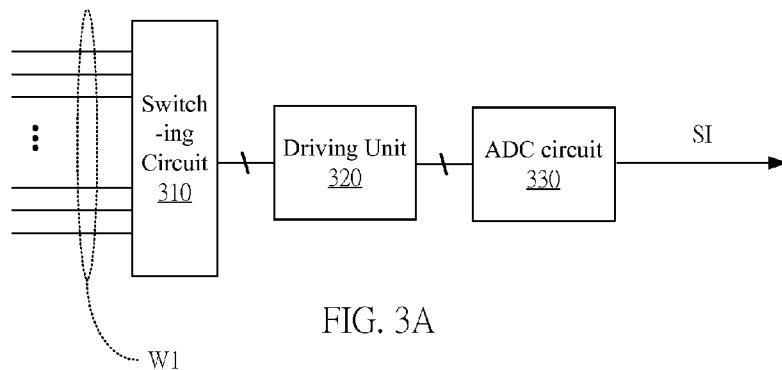 Switch
-ing
Circuit
310
Driving Unit
320
ADC circuit
330
SI
FIG. 3A
W1